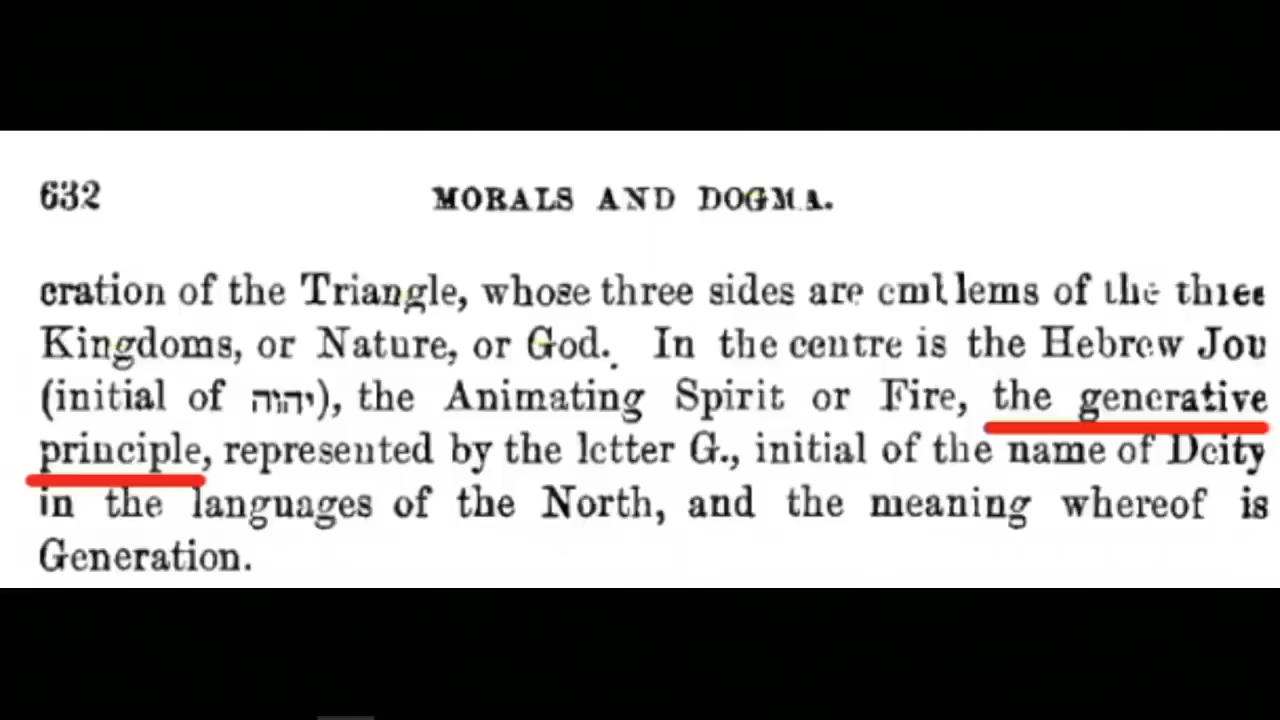 632 MORALS AND DOGMA.
eration of the Triangle, whose three sides are emblems of the three
Kingdoms, or Nature, or God. In the centre is the Hebrew Jod
(initial of יהוה), the Animating Spirit or Fire, the generative
principle, represented by the letter G., initial of the name of Deity
in the languages of the North, and the meaning whereof is
Generation.